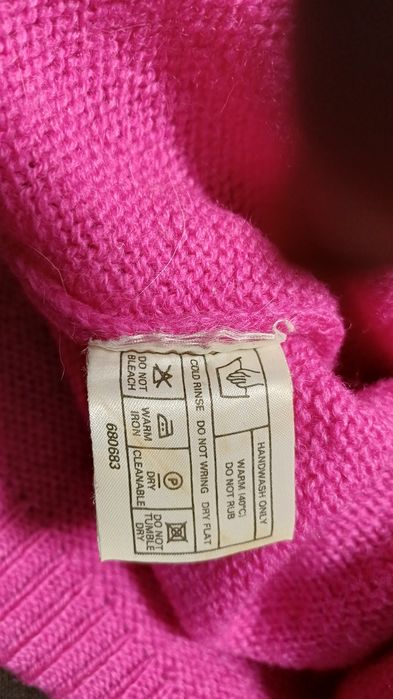 HANDWASH ONLY
WARM (40°C)
DO NOT RUB
COLD RINSE DO NOT WRING DRY FLAT
DO NOT
BLEACH
WARM
IRON
P
DRY
CLEANABLE
DO NOT
TUMBLE
DRY
680683